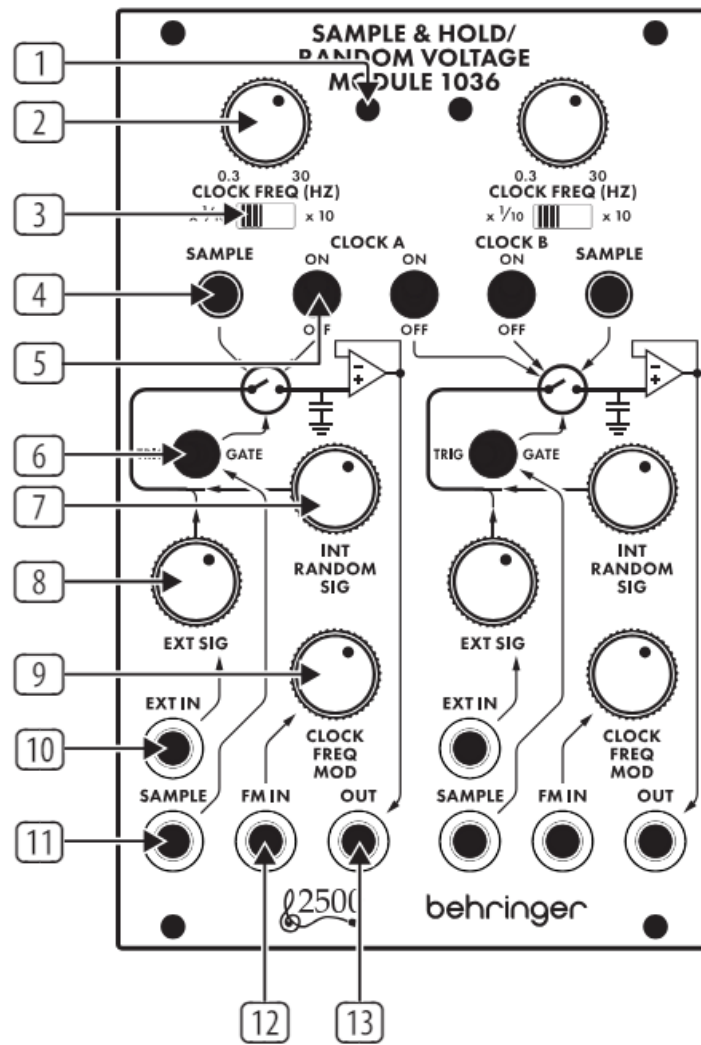 SAMPLE & HOLD/
RANDOM VOLTAGE
MODULE 1036
1
2
0.3 30
CLOCK FREQ (HZ)
0.3 30
CLOCK FREQ (HZ)
3
x 1/10 x 10
x 1/10 x 10
SAMPLE
CLOCK A
CLOCK B
SAMPLE
ON
ON
ON
4
5
OFF
OFF
OFF
- +
- +
6
GATE
TRIG GATE
7
INT
RANDOM
SIG
INT
RANDOM
SIG
8
EXT SIG
EXT SIG
9
EXT IN
EXT IN
10
CLOCK
FREQ
MOD
CLOCK
FREQ
MOD
SAMPLE FM IN OUT
SAMPLE FM IN OUT
11
2500
behringer
12 13